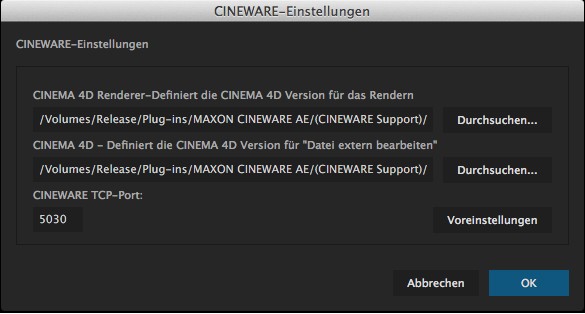 CINEWARE-Einstellungen
CINEWARE-Einstellungen
CINEMA 4D Renderer-Definiert die CINEMA 4D Version für das Rendern
/Volumes/Release/Plug-ins/MAXON CINEWARE AE/(CINEWARE Support)/ Durchsuchen...
CINEMA 4D - Definiert die CINEMA 4D Version für "Datei extern bearbeiten"
/Volumes/Release/Plug-ins/MAXON CINEWARE AE/(CINEWARE Support)/ Durchsuchen...
CINEWARE TCP-Port:
5030 Voreinstellungen
Abbrechen OK